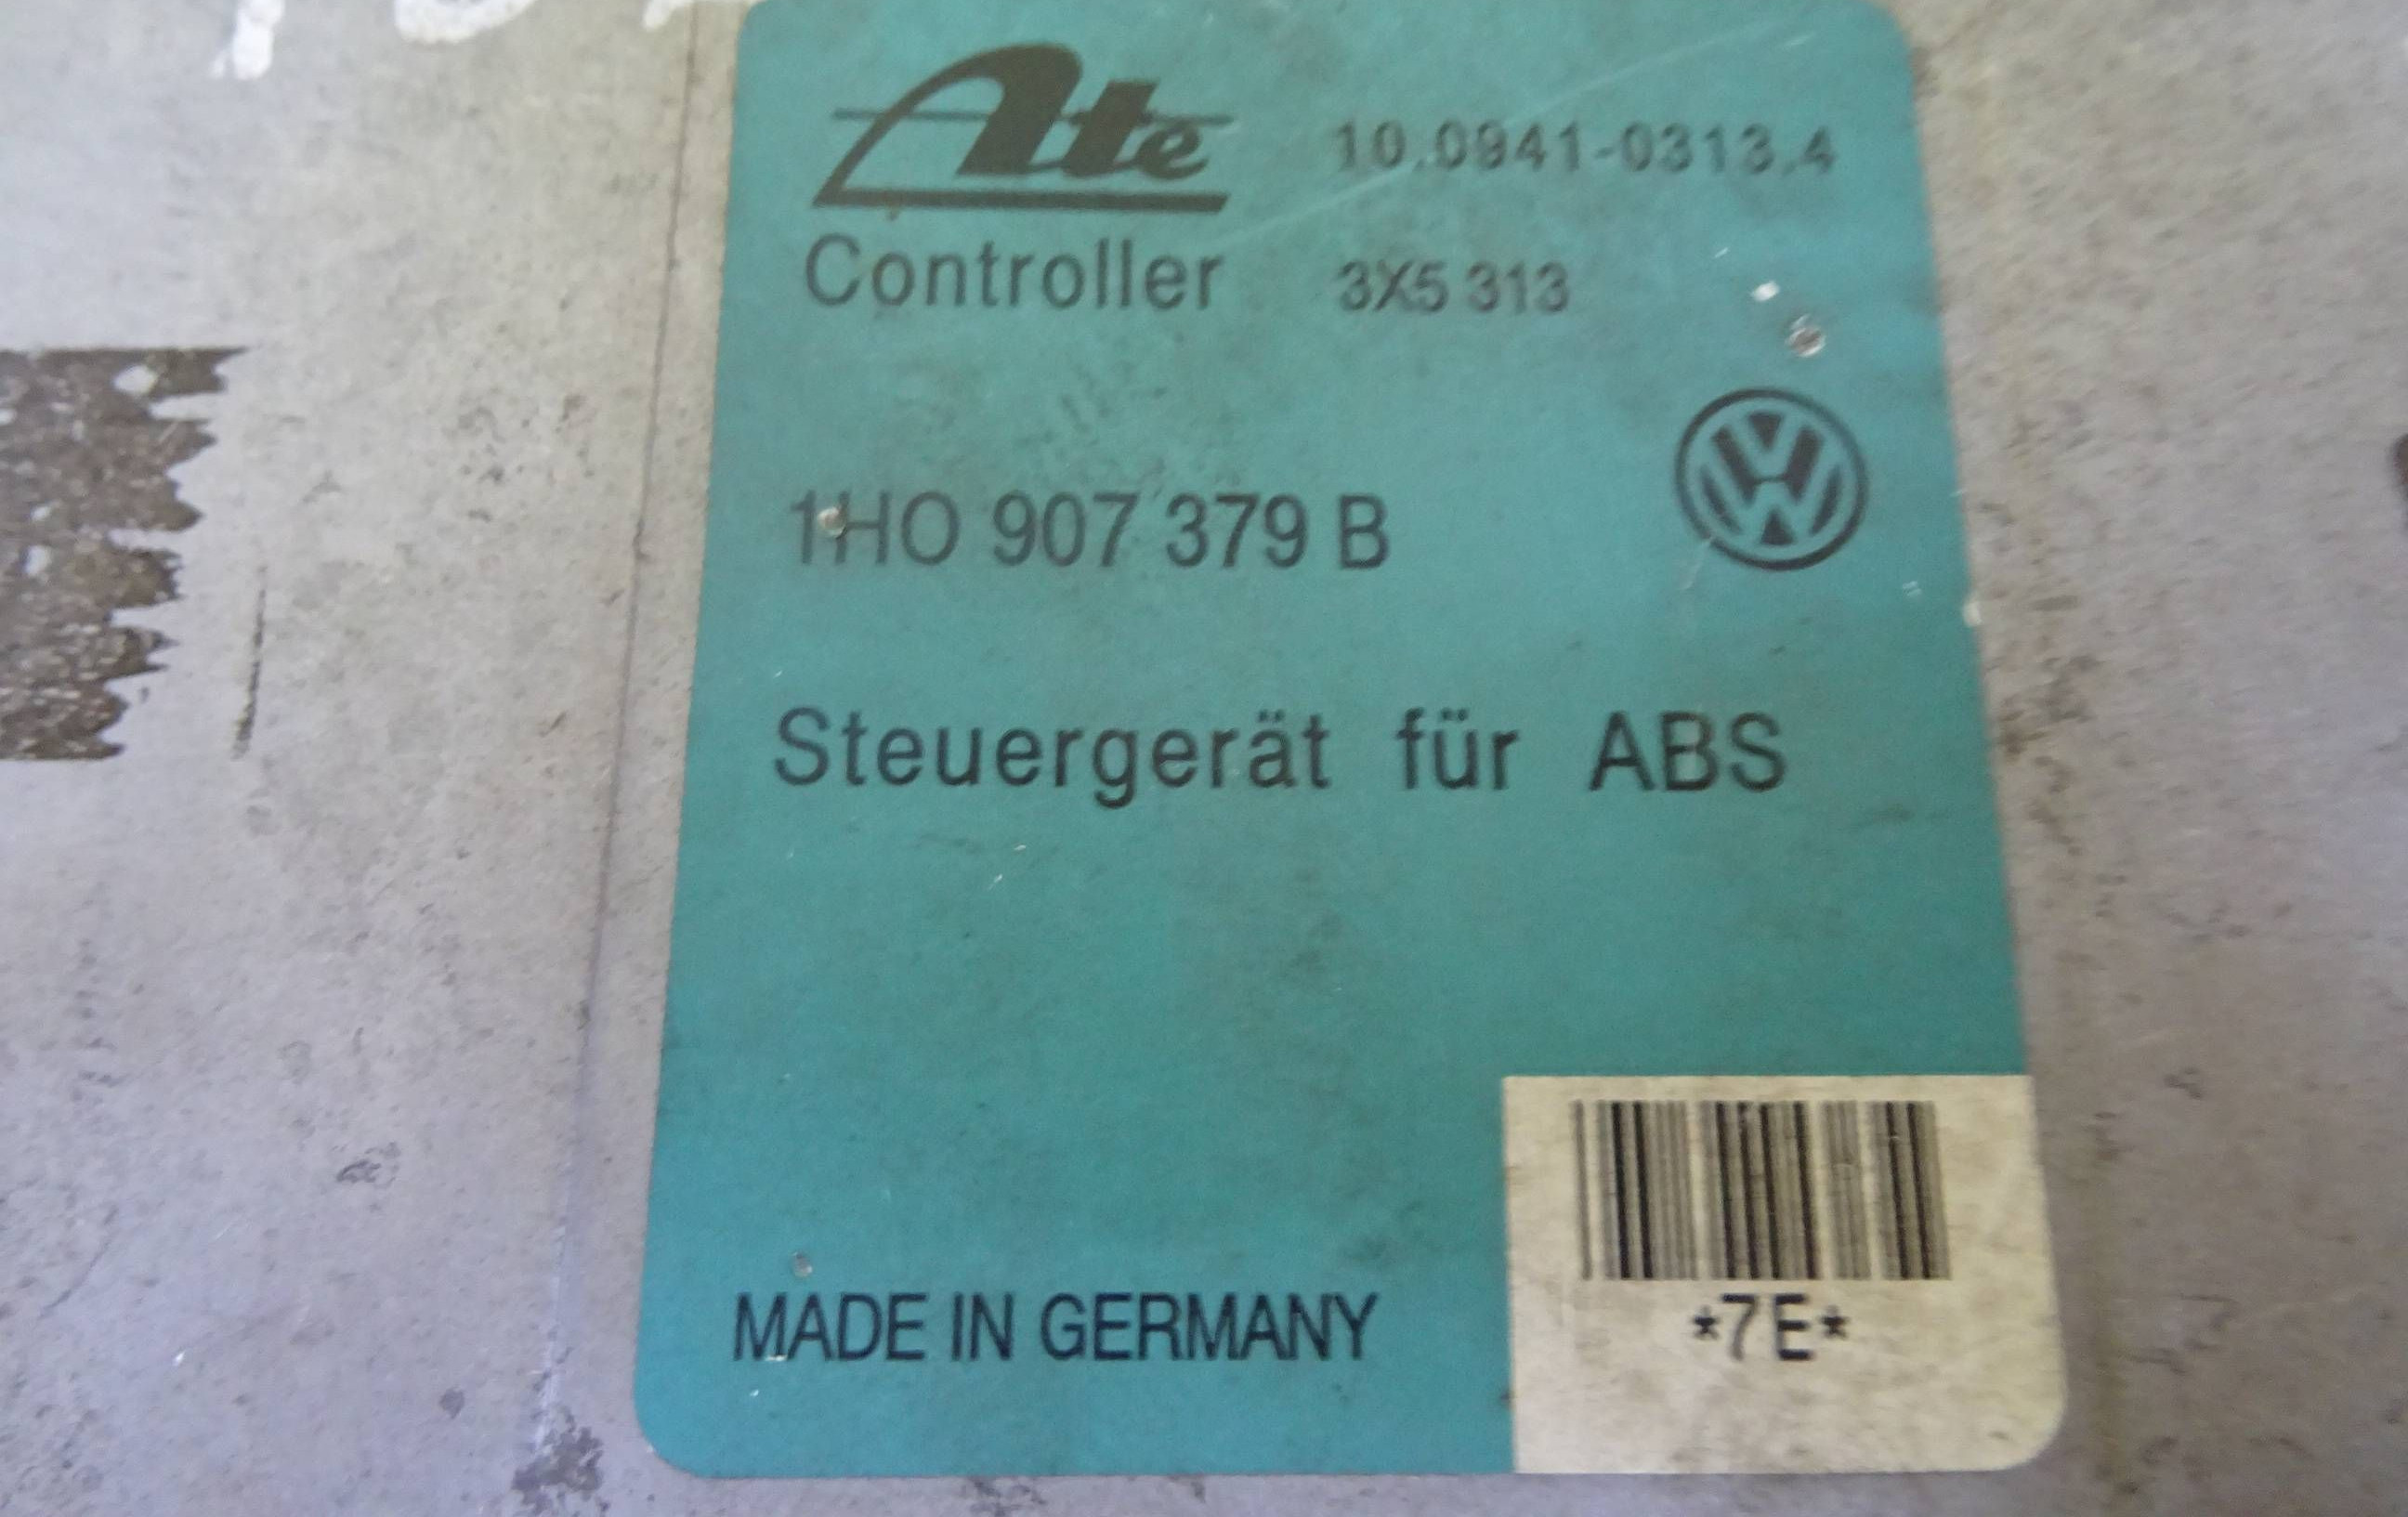 Ate 10.0941-0313.4
Controller 3X5 313
1HO 907 379 B
Steuergerät für ABS
MADE IN GERMANY
*7E*